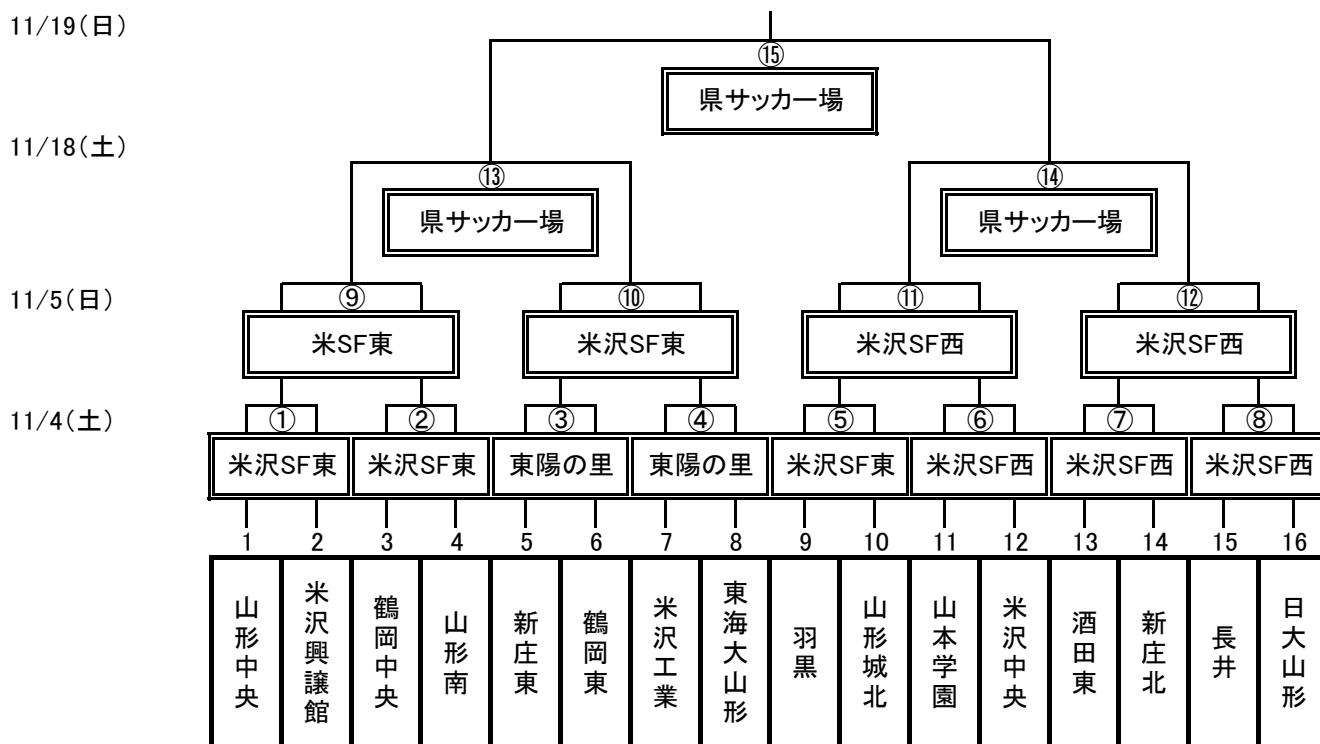 11/19(日)
⑮
県サッカー場
11/18(土)
⑬ ⑭
県サッカー場 県サッカー場
11/5(日)
⑨ ⑩ ⑪ ⑫
米SF東 米沢SF東 米沢SF西 米沢SF西
11/4(土)
① ② ③ ④ ⑤ ⑥ ⑦ ⑧
米沢SF東 米沢SF東 東陽の里 東陽の里 米沢SF東 米沢SF西 米沢SF西 米沢SF西
1 2 3 4 5 6 7 8 9 10 11 12 13 14 15 16
山形中央
米沢興譲館
鶴岡中央
山形南
新庄東
鶴岡東
米沢工業
東海大山形
羽黒
山形城北
山本学園
米沢中央
酒田東
新庄北
長井
日大山形